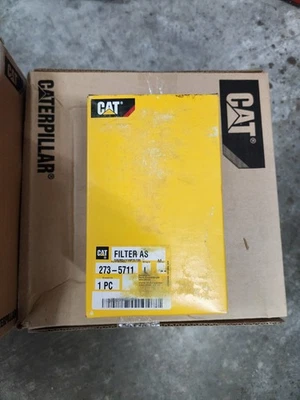 CATERPILLAR
CAT
CAT
CAT
FILTER AS
273-5711
1 PC